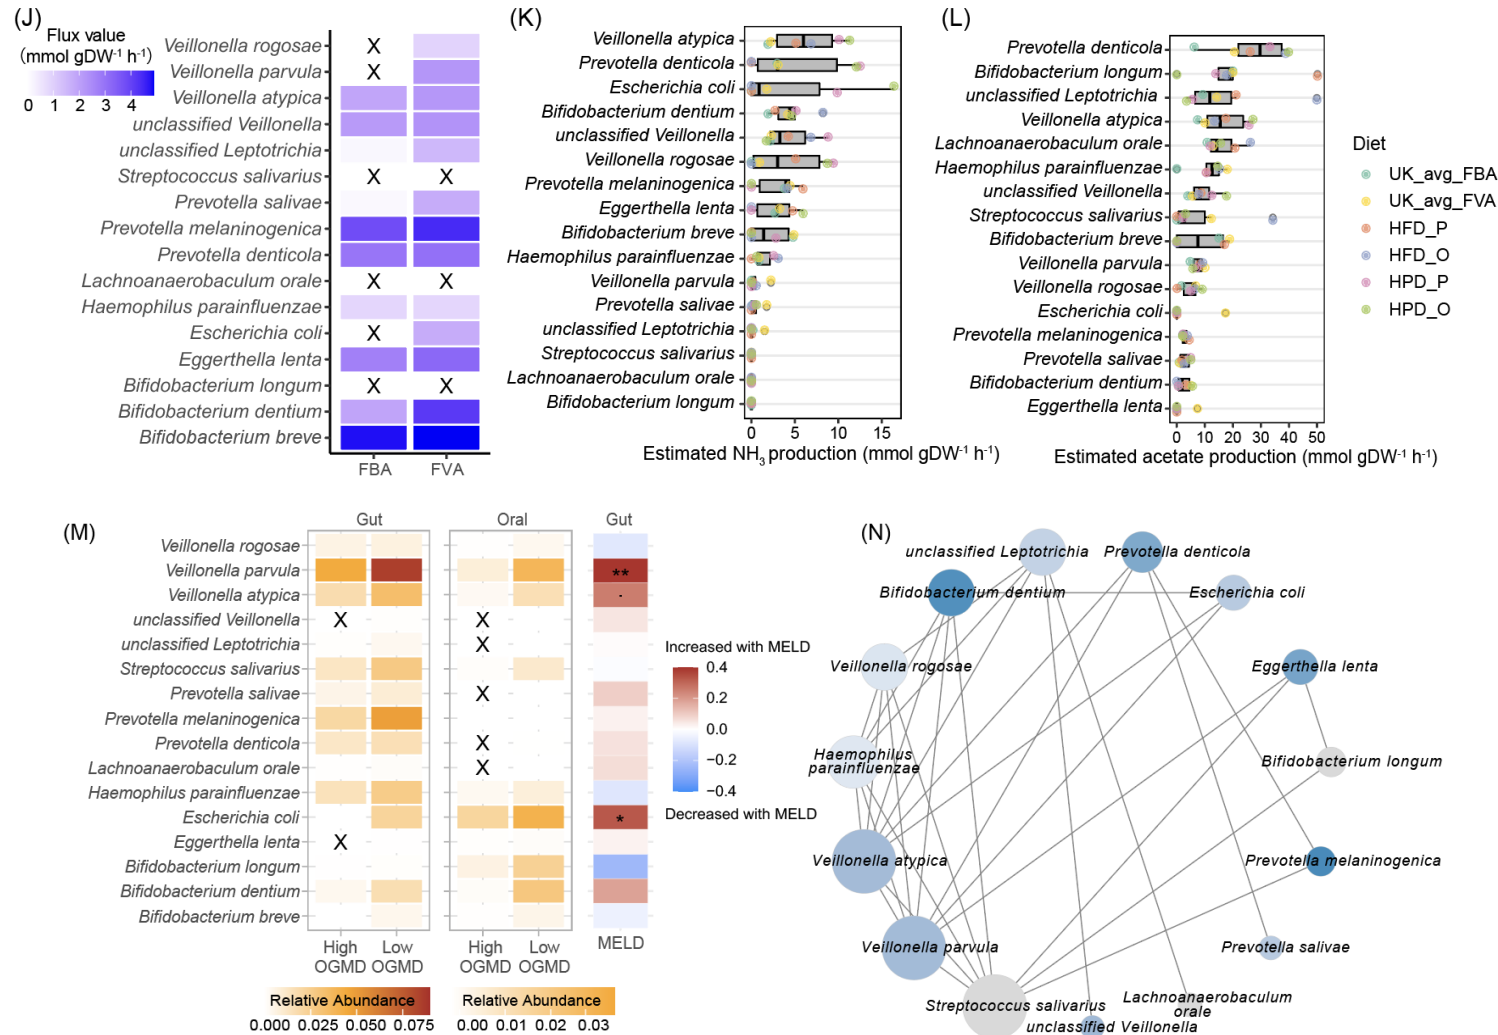 (J)
Flux value
(mmol gDW⁻¹ h⁻¹)
0 1 2 3 4
Veillonella rogosae
Veillonella parvula
Veillonella atypica
unclassified Veillonella
unclassified Leptotrichia
Streptococcus salivarius
Prevotella salivae
Prevotella melaninogenica
Prevotella denticola
Lachnoanaerobaculum orale
Haemophilus parainfluenzae
Escherichia coli
Eggerthella lenta
Bifidobacterium longum
Bifidobacterium dentium
Bifidobacterium breve
X
X
X X
X X
X
X X
FBA FVA
(K)
Veillonella atypica
Prevotella denticola
Escherichia coli
Bifidobacterium dentium
unclassified Veillonella
Veillonella rogosae
Prevotella melaninogenica
Eggerthella lenta
Bifidobacterium breve
Haemophilus parainfluenzae
Veillonella parvula
Prevotella salivae
unclassified Leptotrichia
Streptococcus salivarius
Lachnoanaerobaculum orale
Bifidobacterium longum
0 5 10 15
Estimated NH₃ production (mmol gDW⁻¹ h⁻¹)
(L)
Prevotella denticola
Bifidobacterium longum
unclassified Leptotrichia
Veillonella atypica
Lachnoanaerobaculum orale
Haemophilus parainfluenzae
unclassified Veillonella
Streptococcus salivarius
Bifidobacterium breve
Veillonella parvula
Veillonella rogosae
Escherichia coli
Prevotella melaninogenica
Prevotella salivae
Bifidobacterium dentium
Eggerthella lenta
0 10 20 30 40 50
Estimated acetate production (mmol gDW⁻¹ h⁻¹)
Diet
UK_avg_FBA
UK_avg_FVA
HFD_P
HFD_O
HPD_P
HPD_O
(M)
Gut Oral Gut
Veillonella rogosae
Veillonella parvula
Veillonella atypica
unclassified Veillonella
unclassified Leptotrichia
Streptococcus salivarius
Prevotella salivae
Prevotella melaninogenica
Prevotella denticola
Lachnoanaerobaculum orale
Haemophilus parainfluenzae
Escherichia coli
Eggerthella lenta
Bifidobacterium longum
Bifidobacterium dentium
Bifidobacterium breve
**
.
X X
X
X
X
X
*
X
High Low High Low MELD
OGMD OGMD OGMD OGMD
Relative Abundance
0.000 0.025 0.050 0.075
Relative Abundance
0.00 0.01 0.02 0.03
Increased with MELD
0.4
0.2
0.0
−0.2
−0.4
Decreased with MELD
(N)
unclassified Leptotrichia
Prevotella denticola
Bifidobacterium dentium
Escherichia coli
Veillonella rogosae
Eggerthella lenta
Haemophilus
parainfluenzae
Bifidobacterium longum
Veillonella atypica
Prevotella melaninogenica
Veillonella parvula
Prevotella salivae
Streptococcus salivarius
Lachnoanaerobaculum
orale
unclassified Veillonella